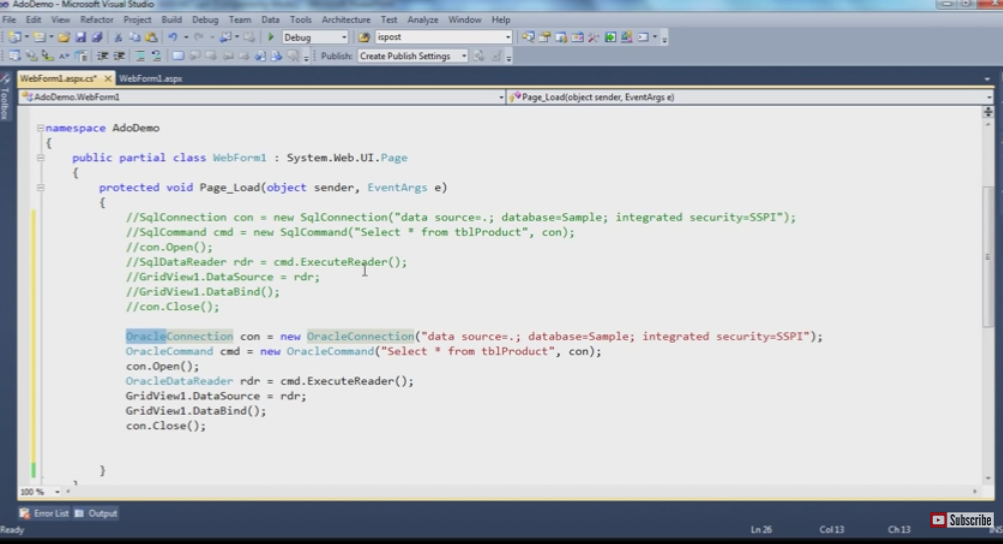 AdoDemo - Microsoft Visual Studio
File Edit View Refactor Project Build Debug Team Data Tools Architecture Test Analyze Window Help
Debug ispost
Publish: Create Publish Settings
WebForm1.aspx.cs* WebForm1.aspx
AdoDemo.WebForm1 Page_Load(object sender, EventArgs e)
Toolbox
namespace AdoDemo
{
public partial class WebForm1 : System.Web.UI.Page
{
protected void Page_Load(object sender, EventArgs e)
{
//SqlConnection con = new SqlConnection("data source=.; database=Sample; integrated security=SSPI");
//SqlCommand cmd = new SqlCommand("Select * from tblProduct", con);
//con.Open();
//SqlDataReader rdr = cmd.ExecuteReader();
//GridView1.DataSource = rdr;
//GridView1.DataBind();
//con.Close();
OracleConnection con = new OracleConnection("data source=.; database=Sample; integrated security=SSPI");
OracleCommand cmd = new OracleCommand("Select * from tblProduct", con);
con.Open();
OracleDataReader rdr = cmd.ExecuteReader();
GridView1.DataSource = rdr;
GridView1.DataBind();
con.Close();
}
100 %
Error List Output
Subscribe
Ready Ln 26 Col 13 Ch 13 INS